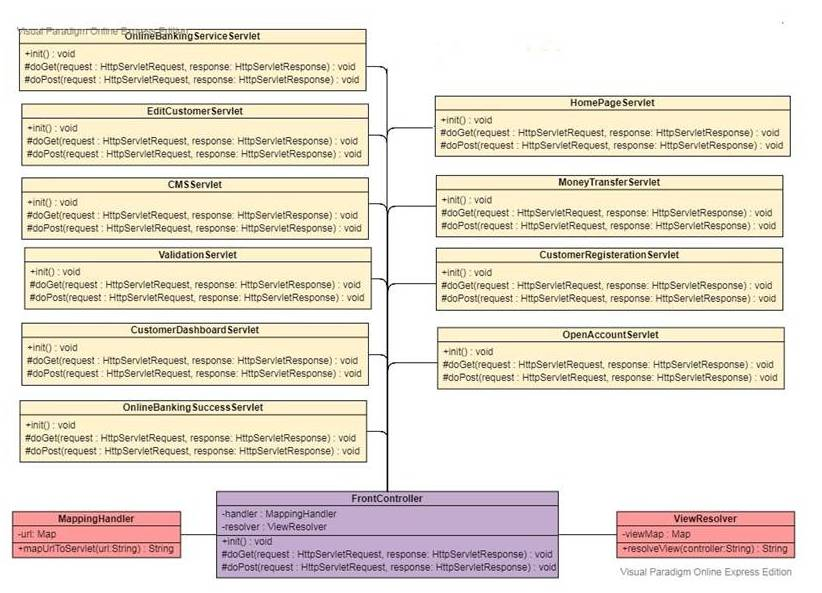 Visual Paradigm Online Express Edition
OnlineBankingServiceServlet
+init() : void
#doGet(request : HttpServletRequest, response: HttpServletResponse) : void
#doPost(request : HttpServletRequest, response: HttpServletResponse) : void
EditCustomerServlet
+init() : void
#doGet(request : HttpServletRequest, response: HttpServletResponse) : void
#doPost(request : HttpServletRequest, response: HttpServletResponse) : void
CMSServlet
+init() : void
#doGet(request : HttpServletRequest, response: HttpServletResponse) : void
#doPost(request : HttpServletRequest, response: HttpServletResponse) : void
ValidationServlet
+init() : void
#doGet(request : HttpServletRequest, response: HttpServletResponse) : void
#doPost(request : HttpServletRequest, response: HttpServletResponse) : void
CustomerDashboardServlet
+init() : void
#doGet(request : HttpServletRequest, response: HttpServletResponse) : void
#doPost(request : HttpServletRequest, response: HttpServletResponse) : void
OnlineBankingSuccessServlet
+init() : void
#doGet(request : HttpServletRequest, response: HttpServletResponse) : void
#doPost(request : HttpServletRequest, response: HttpServletResponse) : void
HomePageServlet
+init() : void
#doGet(request : HttpServletRequest, response: HttpServletResponse) : void
#doPost(request : HttpServletRequest, response: HttpServletResponse) : void
MoneyTransferServlet
+init() : void
#doGet(request : HttpServletRequest, response: HttpServletResponse) : void
#doPost(request : HttpServletRequest, response: HttpServletResponse) : void
CustomerRegisterationServlet
+init() : void
#doGet(request : HttpServletRequest, response: HttpServletResponse) : void
#doPost(request : HttpServletRequest, response: HttpServletResponse) : void
OpenAccountServlet
+init() : void
#doGet(request : HttpServletRequest, response: HttpServletResponse) : void
#doPost(request : HttpServletRequest, response: HttpServletResponse) : void
MappingHandler
-url: Map
+mapUrlToServlet(url:String) : String
FrontController
-handler : MappingHandler
-resolver : ViewResolver
+init() : void
#doGet(request : HttpServletRequest, response: HttpServletResponse) : void
#doPost(request : HttpServletRequest, response: HttpServletResponse) : void
ViewResolver
-viewMap : Map
+resolveView(controller:String) : String
Visual Paradigm Online Express Edition